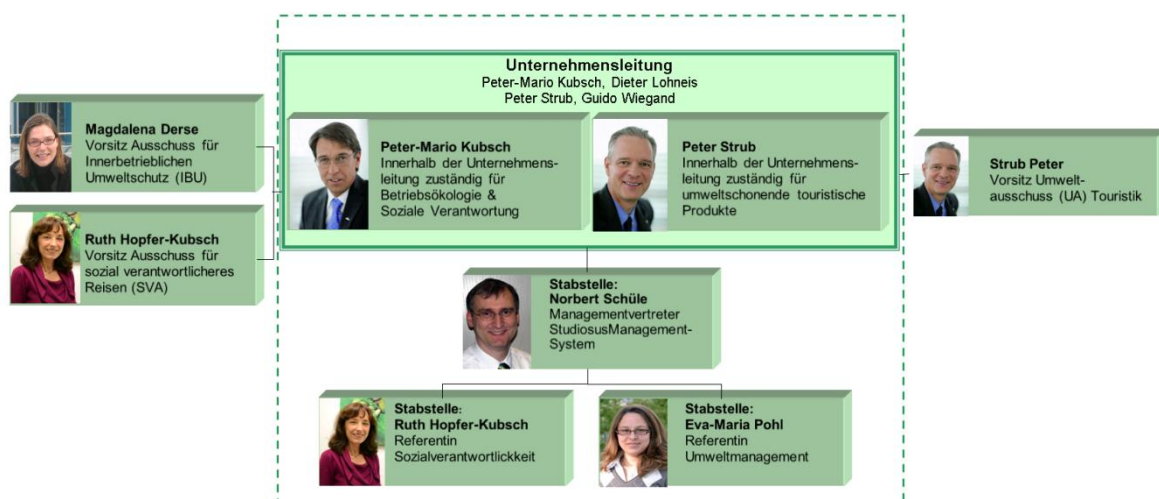 Unternehmensleitung
Peter-Mario Kubsch, Dieter Lohneis
Peter Strub, Guido Wiegand
Magdalena Derse
Vorsitz Ausschuss für
Innerbetrieblichen
Umweltschutz (IBU)
Ruth Hopfer-Kubsch
Vorsitz Ausschuss für
sozial verantwortlicheres
Reisen (SVA)
Peter-Mario Kubsch
Innerhalb der Unternehmens-
leitung zuständig für
Betriebsökologie &
Soziale Verantwortung
Peter Strub
Innerhalb der Unternehmens-
leitung zuständig für
umweltschonende touristische
Produkte
Strub Peter
Vorsitz Umwelt-
ausschuss (UA) Touristik
Stabstelle:
Norbert Schüle
Managementvertreter
StudiosusManagement-
System
Stabstelle:
Ruth Hopfer-Kubsch
Referentin
Sozialverantwortlickkeit
Stabstelle:
Eva-Maria Pohl
Referentin
Umweltmanagement